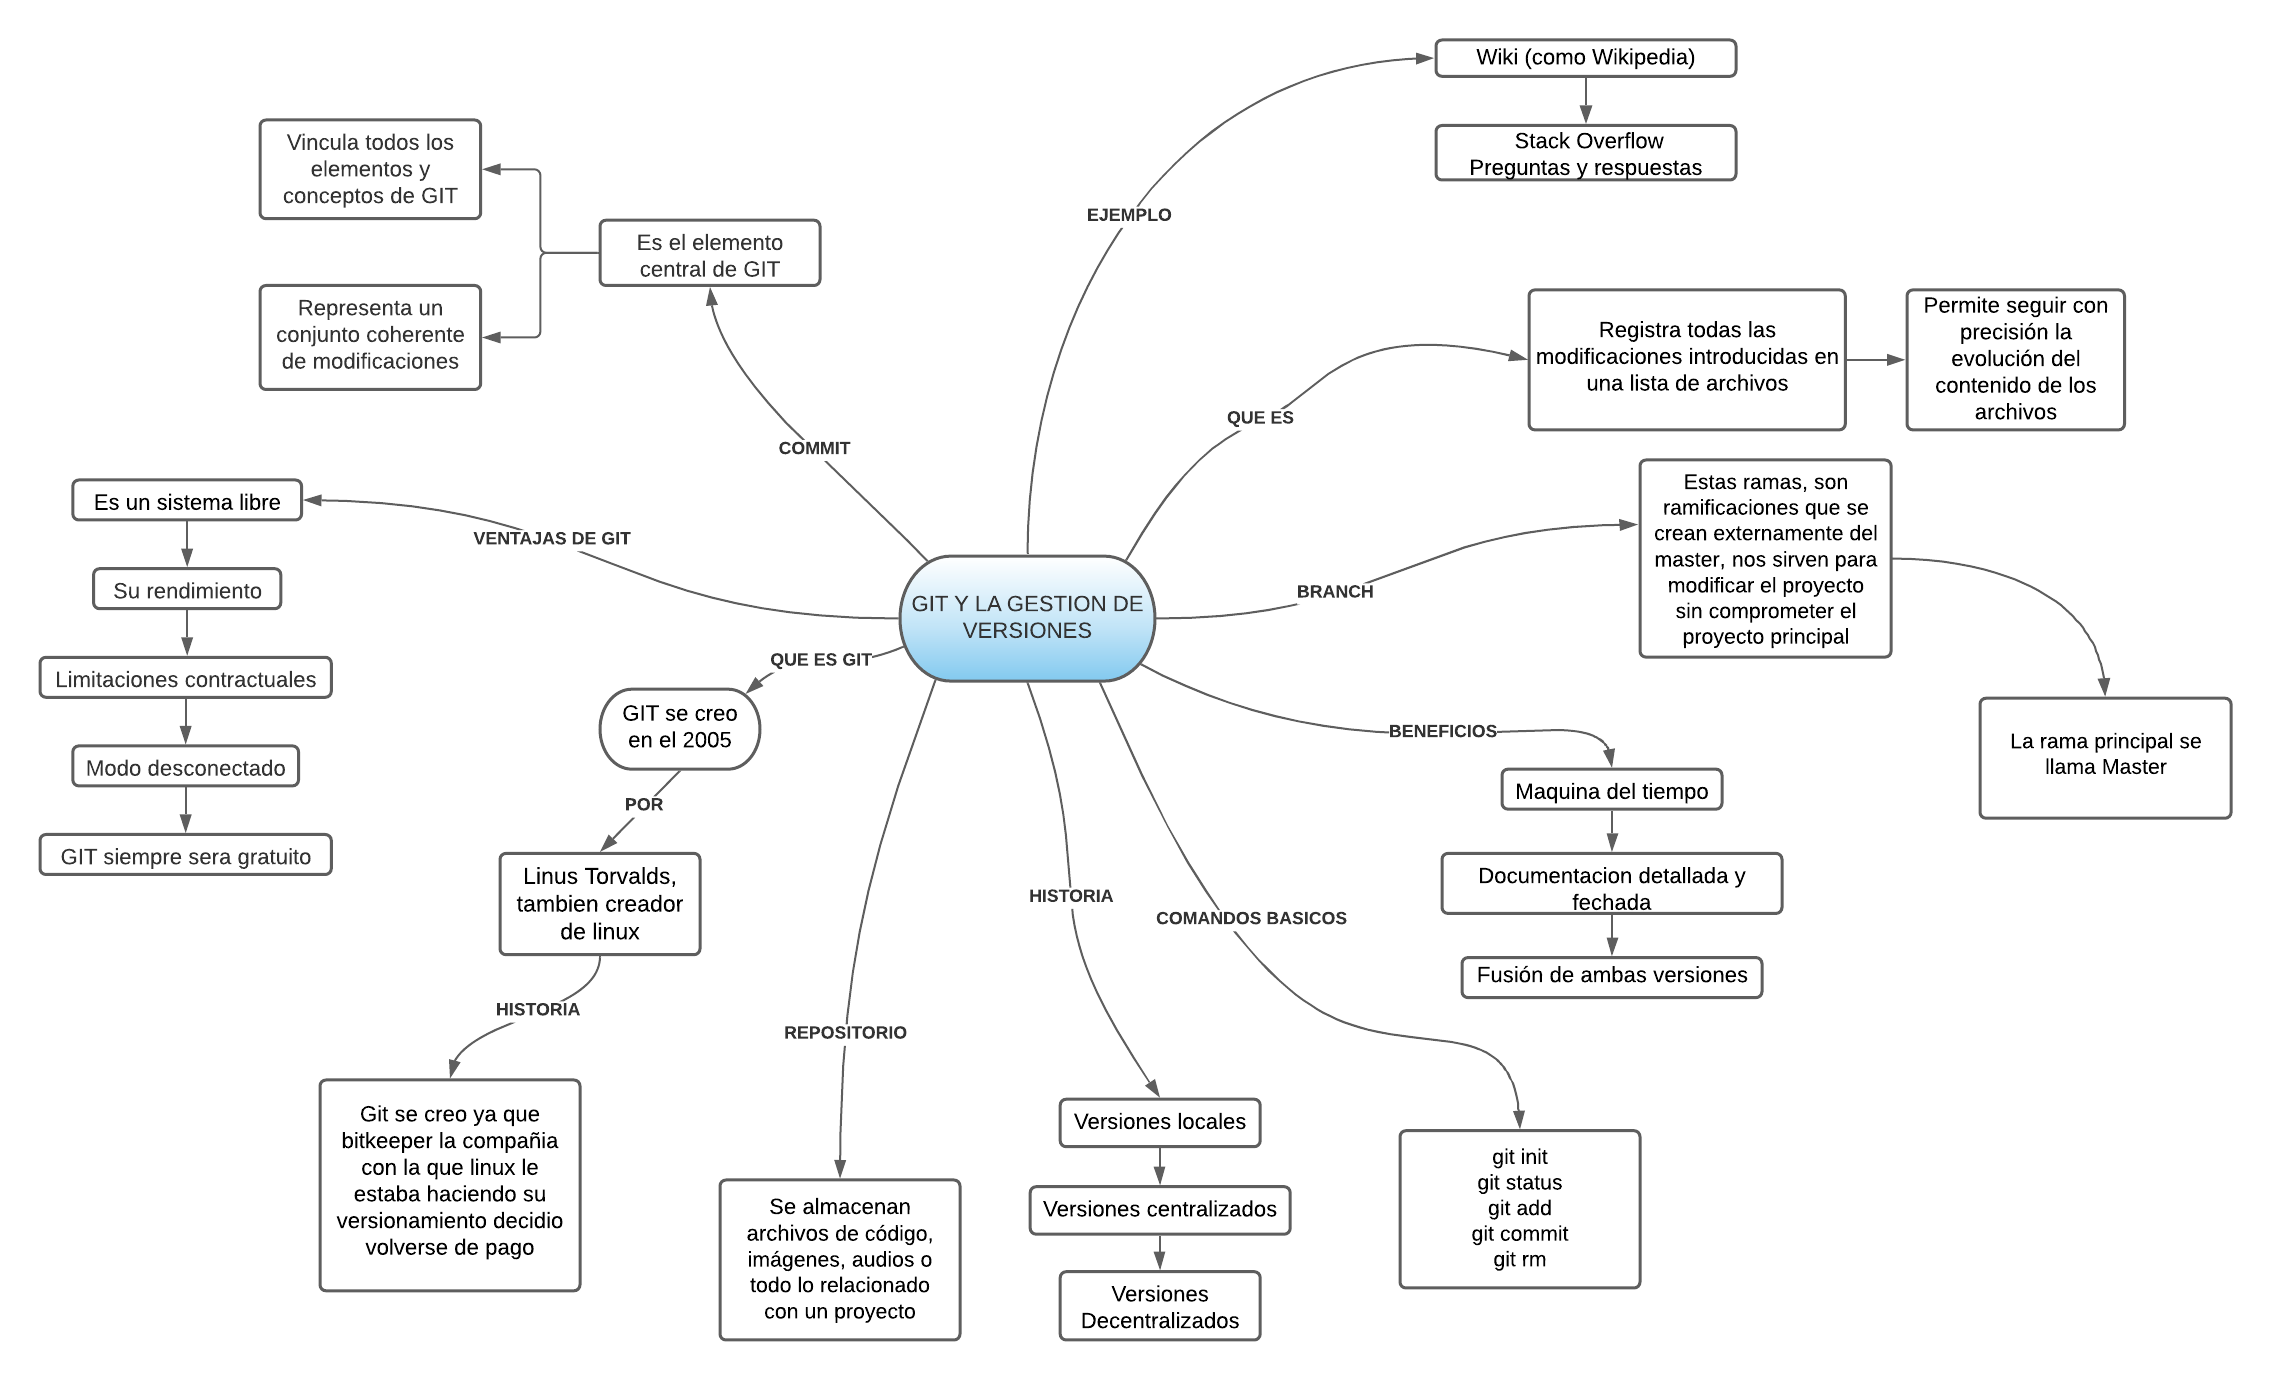 Wiki (como Wikipedia)
Stack Overflow
Preguntas y respuestas
EJEMPLO
Vincula todos los
elementos y
conceptos de GIT
Es el elemento
central de GIT
Representa un
conjunto coherente
de modificaciones
COMMIT
Registra todas las
modificaciones introducidas en
una lista de archivos
Permite seguir con
precisión la
evolución del
contenido de los
archivos
QUE ES
Estas ramas, son
ramificaciones que se
crean externamente del
master, nos sirven para
modificar el proyecto
sin comprometer el
proyecto principal
BRANCH
La rama principal se
llama Master
Es un sistema libre
VENTAJAS DE GIT
Su rendimiento
Limitaciones contractuales
Modo desconectado
GIT siempre sera gratuito
GIT Y LA GESTION DE
VERSIONES
QUE ES GIT
GIT se creo
en el 2005
POR
Linus Torvalds,
tambien creador
de linux
HISTORIA
Git se creo ya que
bitkeeper la compañia
con la que linux le
estaba haciendo su
versionamiento decidio
volverse de pago
REPOSITORIO
Se almacenan
archivos de código,
imágenes, audios o
todo lo relacionado
con un proyecto
HISTORIA
Versiones locales
Versiones centralizados
Versiones
Decentralizados
COMANDOS BASICOS
git init
git status
git add
git commit
git rm
BENEFICIOS
Maquina del tiempo
Documentacion detallada y
fechada
Fusión de ambas versiones